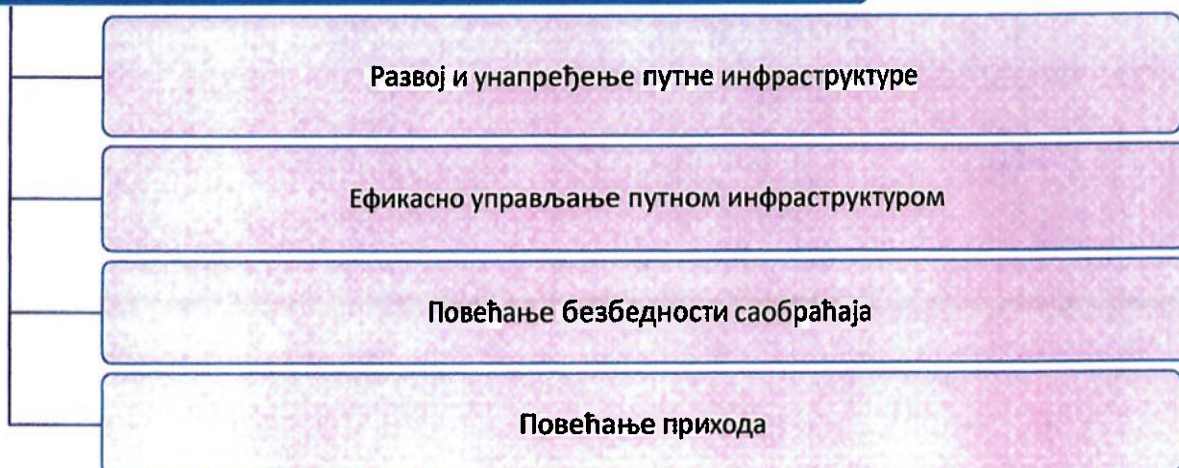 Развој и унапређење путне инфраструктуре
Ефикасно управљање путном инфраструктуром
Повећање безбедности саобраћаја
Повећање прихода